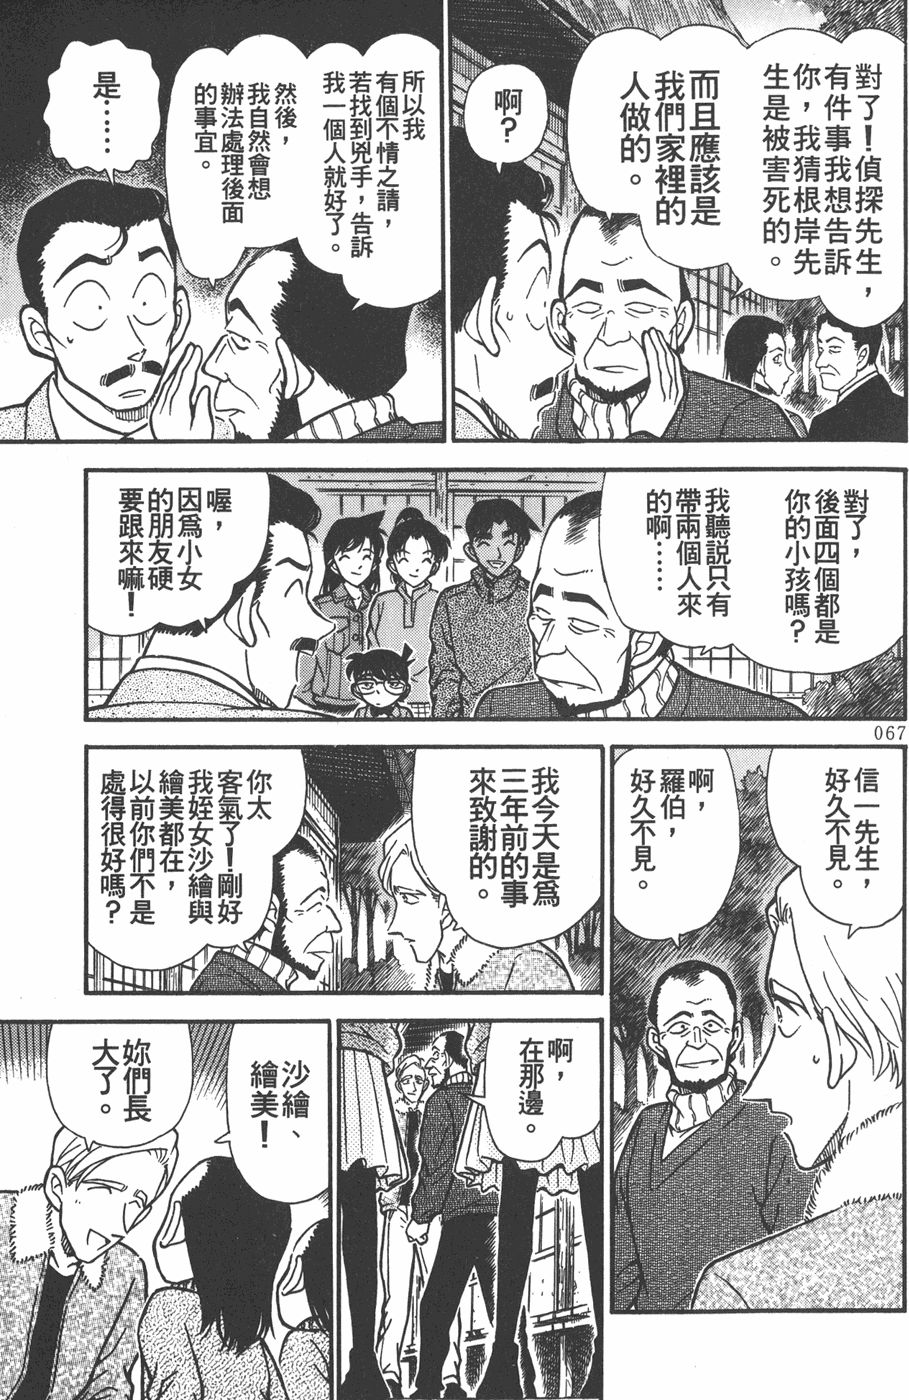 對了！偵探先生，
有件事我想告訴
你，我猜根岸先
生是被害死的。
而且應該是
我們家裡的
人做的。
啊？
所以我
有個不情之請，
若找到兇手，告訴
我一個人就好了。
然後，
我自然會想
辦法處理後面
的事宜。
是……
對了，
後面四個都是
你的小孩嗎？
我聽說只有
帶兩個人來
的啊……
喔，
因為小女
的朋友硬
要跟來嘛！
067
信一先生，
好久不見。
啊，
羅伯，
好久不見。
我今天是為
三年前的事
來致謝的。
你太
客氣了！剛好
我姪女沙繪與
繪美都在，
以前你們不是
處得很好嗎？
啊，
在那邊。
沙繪、
繪美！
妳們長
大了。